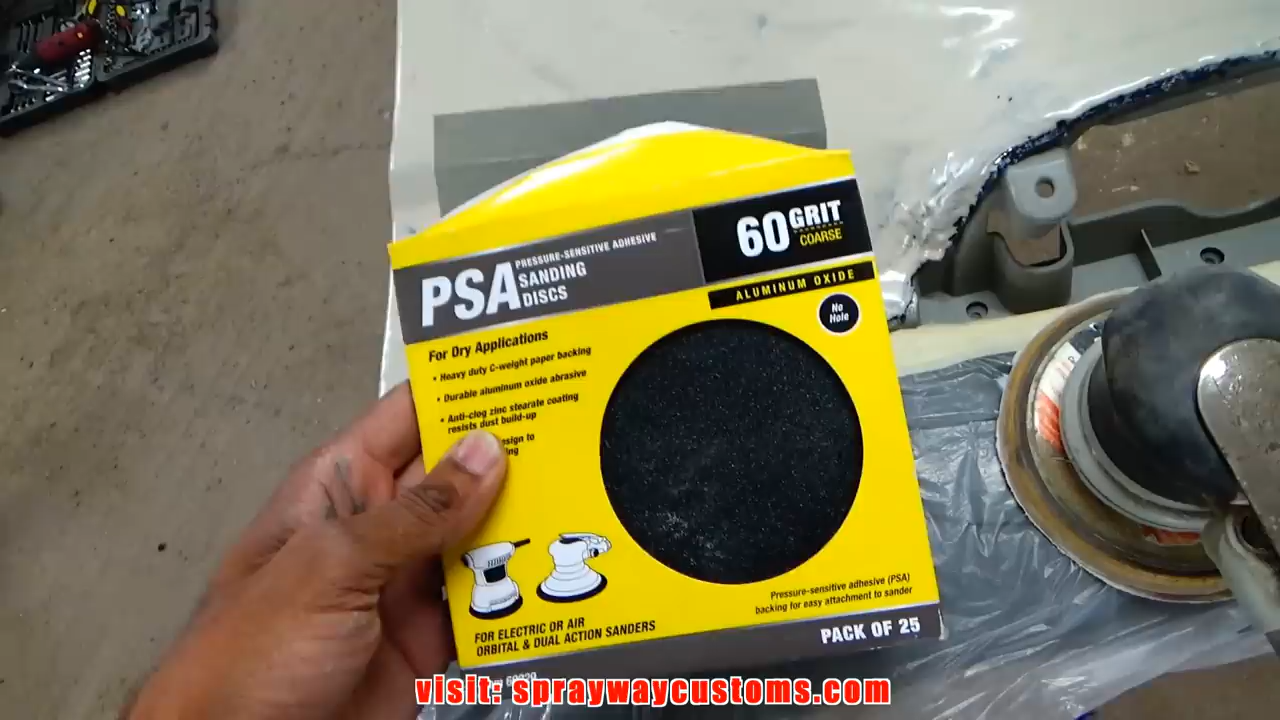 60 GRIT
COARSE
PSA PRESSURE-SENSITIVE ADHESIVE
SANDING
DISCS
ALUMINUM OXIDE
No
Hole
For Dry Applications
• Heavy duty C-weight paper backing
• Durable aluminum oxide abrasive
• Anti-clog zinc stearate coating
resists dust build-up
to
Pressure-sensitive adhesive (PSA)
backing for easy attachment to sander
FOR ELECTRIC OR AIR
ORBITAL & DUAL ACTION SANDERS
PACK OF 25
visit: spraywaycustoms.com